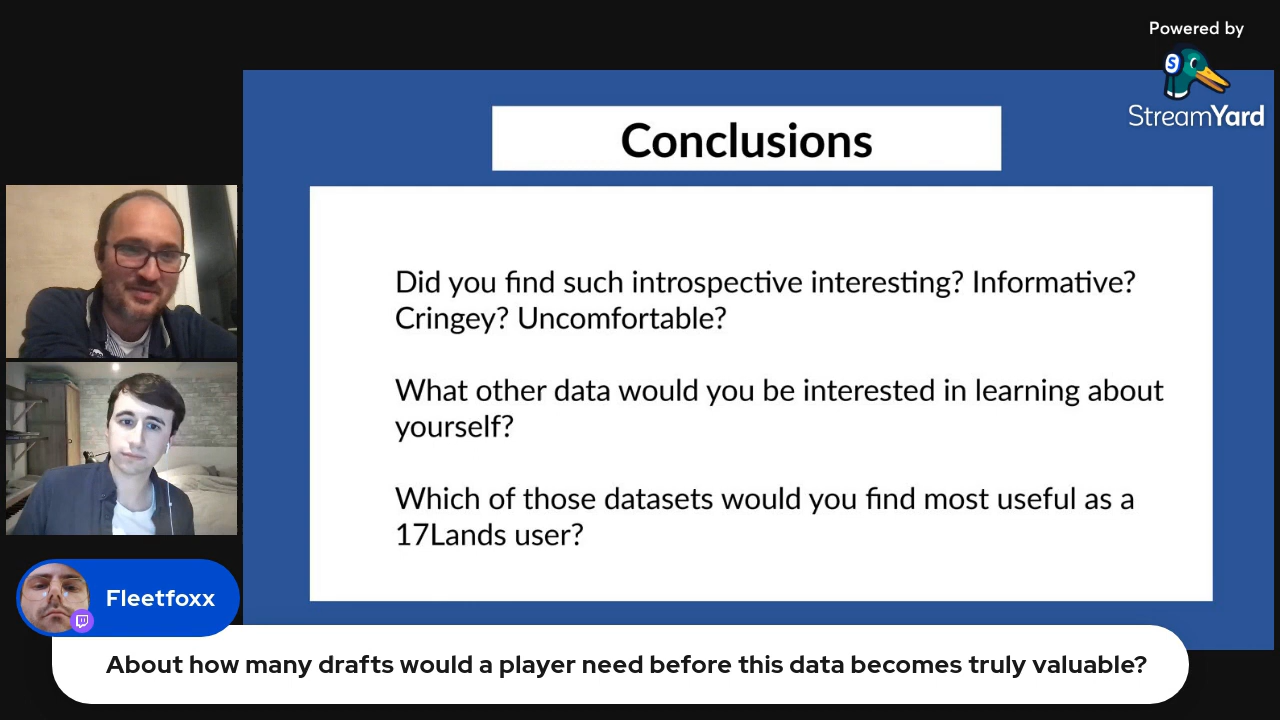 Powered by
StreamYard
Conclusions
Did you find such introspective interesting? Informative?
Cringey? Uncomfortable?
What other data would you be interested in learning about
yourself?
Which of those datasets would you find most useful as a
17Lands user?
Fleetfoxx
About how many drafts would a player need before this data becomes truly valuable?